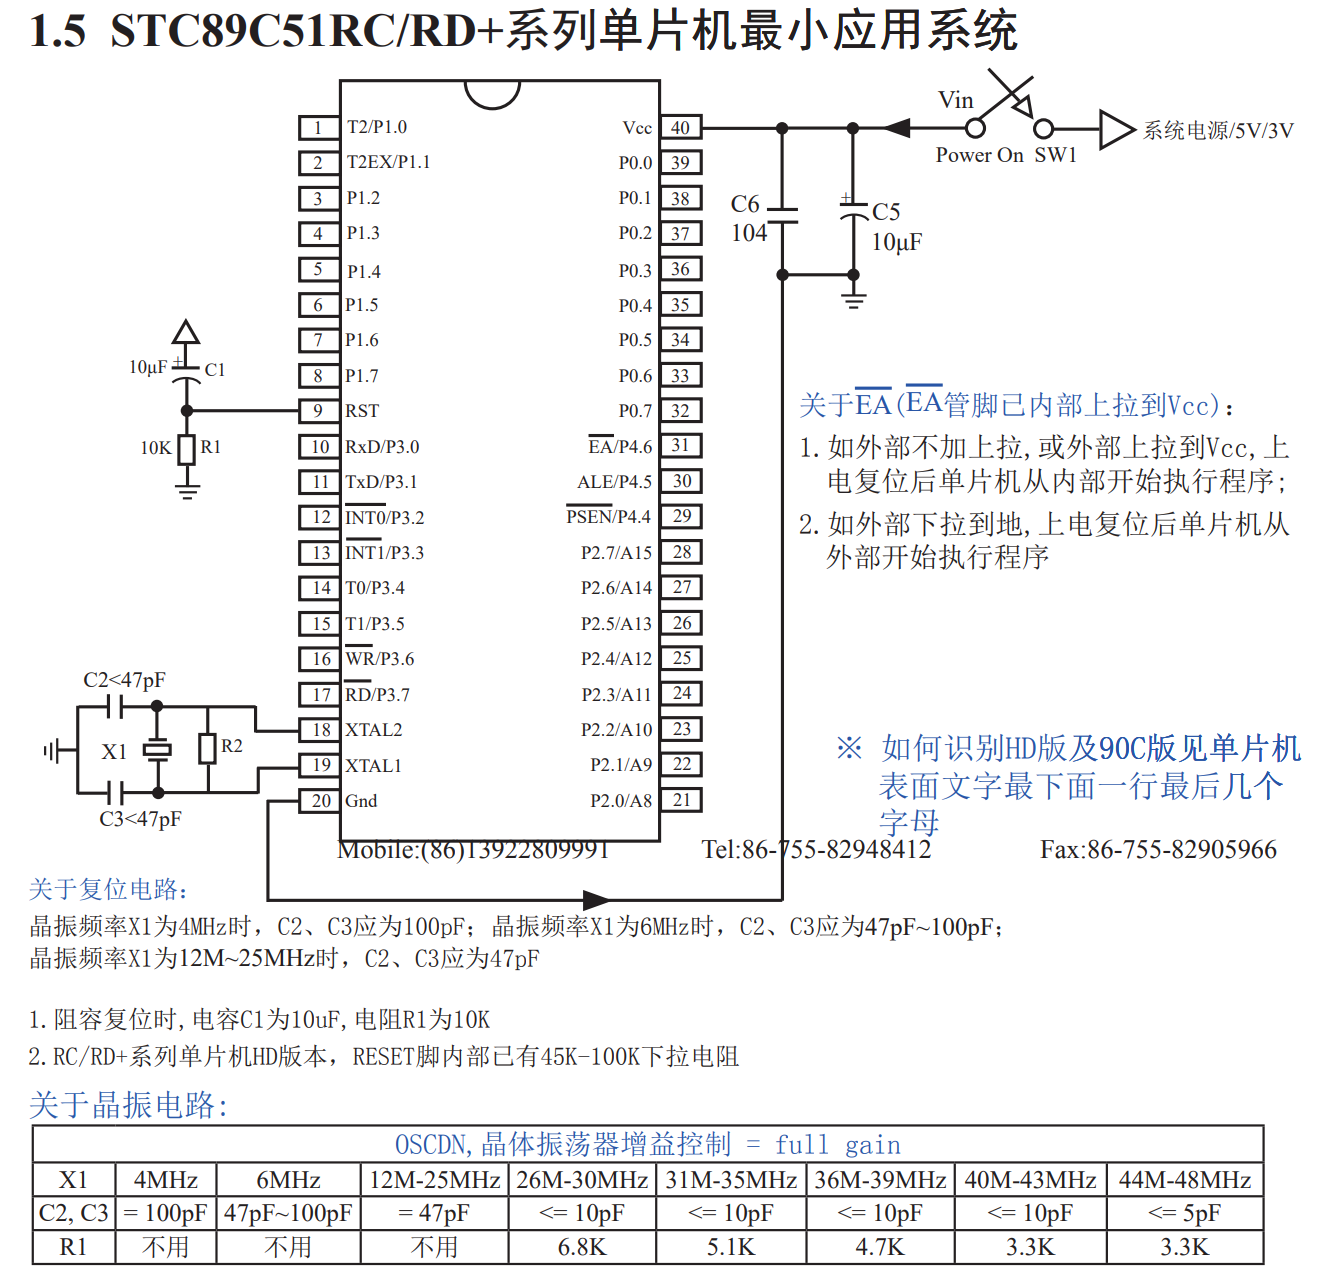 1.5 STC89C51RC/RD+系列单片机最小应用系统
1 T2/P1.0
2 T2EX/P1.1
3 P1.2
4 P1.3
5 P1.4
6 P1.5
7 P1.6
8 P1.7
9 RST
10 RxD/P3.0
11 TxD/P3.1
12 INT0/P3.2
13 INT1/P3.3
14 T0/P3.4
15 T1/P3.5
16 WR/P3.6
17 RD/P3.7
18 XTAL2
19 XTAL1
20 Gnd
Vcc 40
P0.0 39
P0.1 38
P0.2 37
P0.3 36
P0.4 35
P0.5 34
P0.6 33
P0.7 32
EA/P4.6 31
ALE/P4.5 30
PSEN/P4.4 29
P2.7/A15 28
P2.6/A14 27
P2.5/A13 26
P2.4/A12 25
P2.3/A11 24
P2.2/A10 23
P2.1/A9 22
P2.0/A8 21
Vin
Power On SW1
系统电源/5V/3V
C6
104
+
C5
10μF
10μF + C1
10K R1
C2<47pF
X1
R2
C3<47pF
关于EA(EA管脚已内部上拉到Vcc):
1.如外部不加上拉,或外部上拉到Vcc,上
电复位后单片机从内部开始执行程序;
2.如外部下拉到地,上电复位后单片机从
外部开始执行程序
※ 如何识别HD版及90C版见单片机
表面文字最下面一行最后几个
字母
Mobile:(86)13922809991 Tel:86-755-82948412 Fax:86-755-82905966
关于复位电路:
晶振频率X1为4MHz时，C2、C3应为100pF；晶振频率X1为6MHz时，C2、C3应为47pF~100pF；
晶振频率X1为12M~25MHz时，C2、C3应为47pF
1.阻容复位时,电容C1为10uF,电阻R1为10K
2.RC/RD+系列单片机HD版本，RESET脚内部已有45K-100K下拉电阻
关于晶振电路:
OSCDN,晶体振荡器增益控制 = full gain
X1 4MHz 6MHz 12M-25MHz 26M-30MHz 31M-35MHz 36M-39MHz 40M-43MHz 44M-48MHz
C2, C3 = 100pF 47pF~100pF = 47pF <= 10pF <= 10pF <= 10pF <= 10pF <= 5pF
R1 不用 不用 不用 6.8K 5.1K 4.7K 3.3K 3.3K